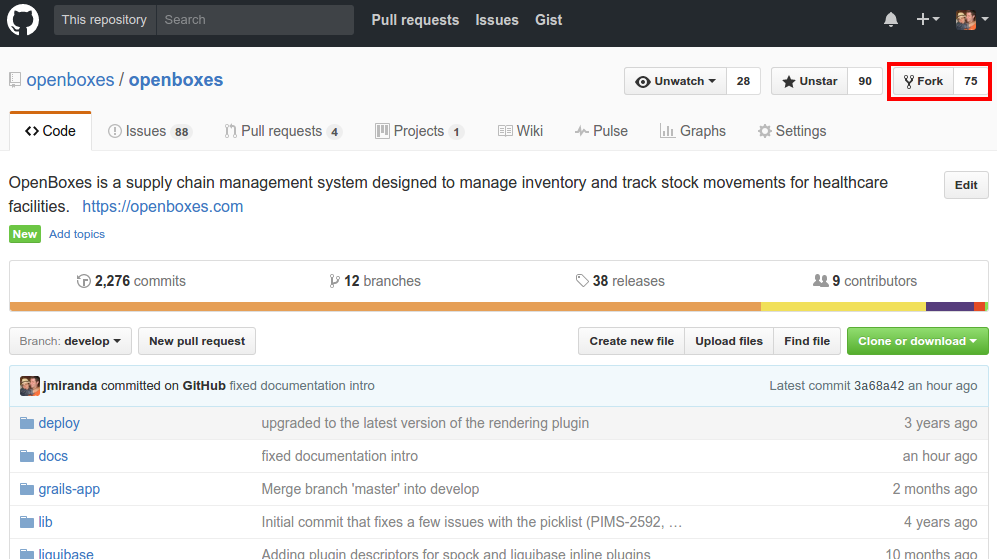 This repository Search Pull requests Issues Gist
openboxes / openboxes Unwatch 28 Unstar 90 Fork 75
Code Issues 88 Pull requests 4 Projects 1 Wiki Pulse Graphs Settings
OpenBoxes is a supply chain management system designed to manage inventory and track stock movements for healthcare
facilities. https://openboxes.com
Edit
New Add topics
2,276 commits 12 branches 38 releases 9 contributors
Branch: develop New pull request Create new file Upload files Find file Clone or download
jmiranda committed on GitHub fixed documentation intro Latest commit 3a68a42 an hour ago
deploy upgraded to the latest version of the rendering plugin 3 years ago
docs fixed documentation intro an hour ago
grails-app Merge branch 'master' into develop 2 months ago
lib Initial commit that fixes a few issues with the picklist (PIMS-2592, … 4 years ago
liquibase Adding plugin descriptors for spock and liquibase inline plugins 10 months ago